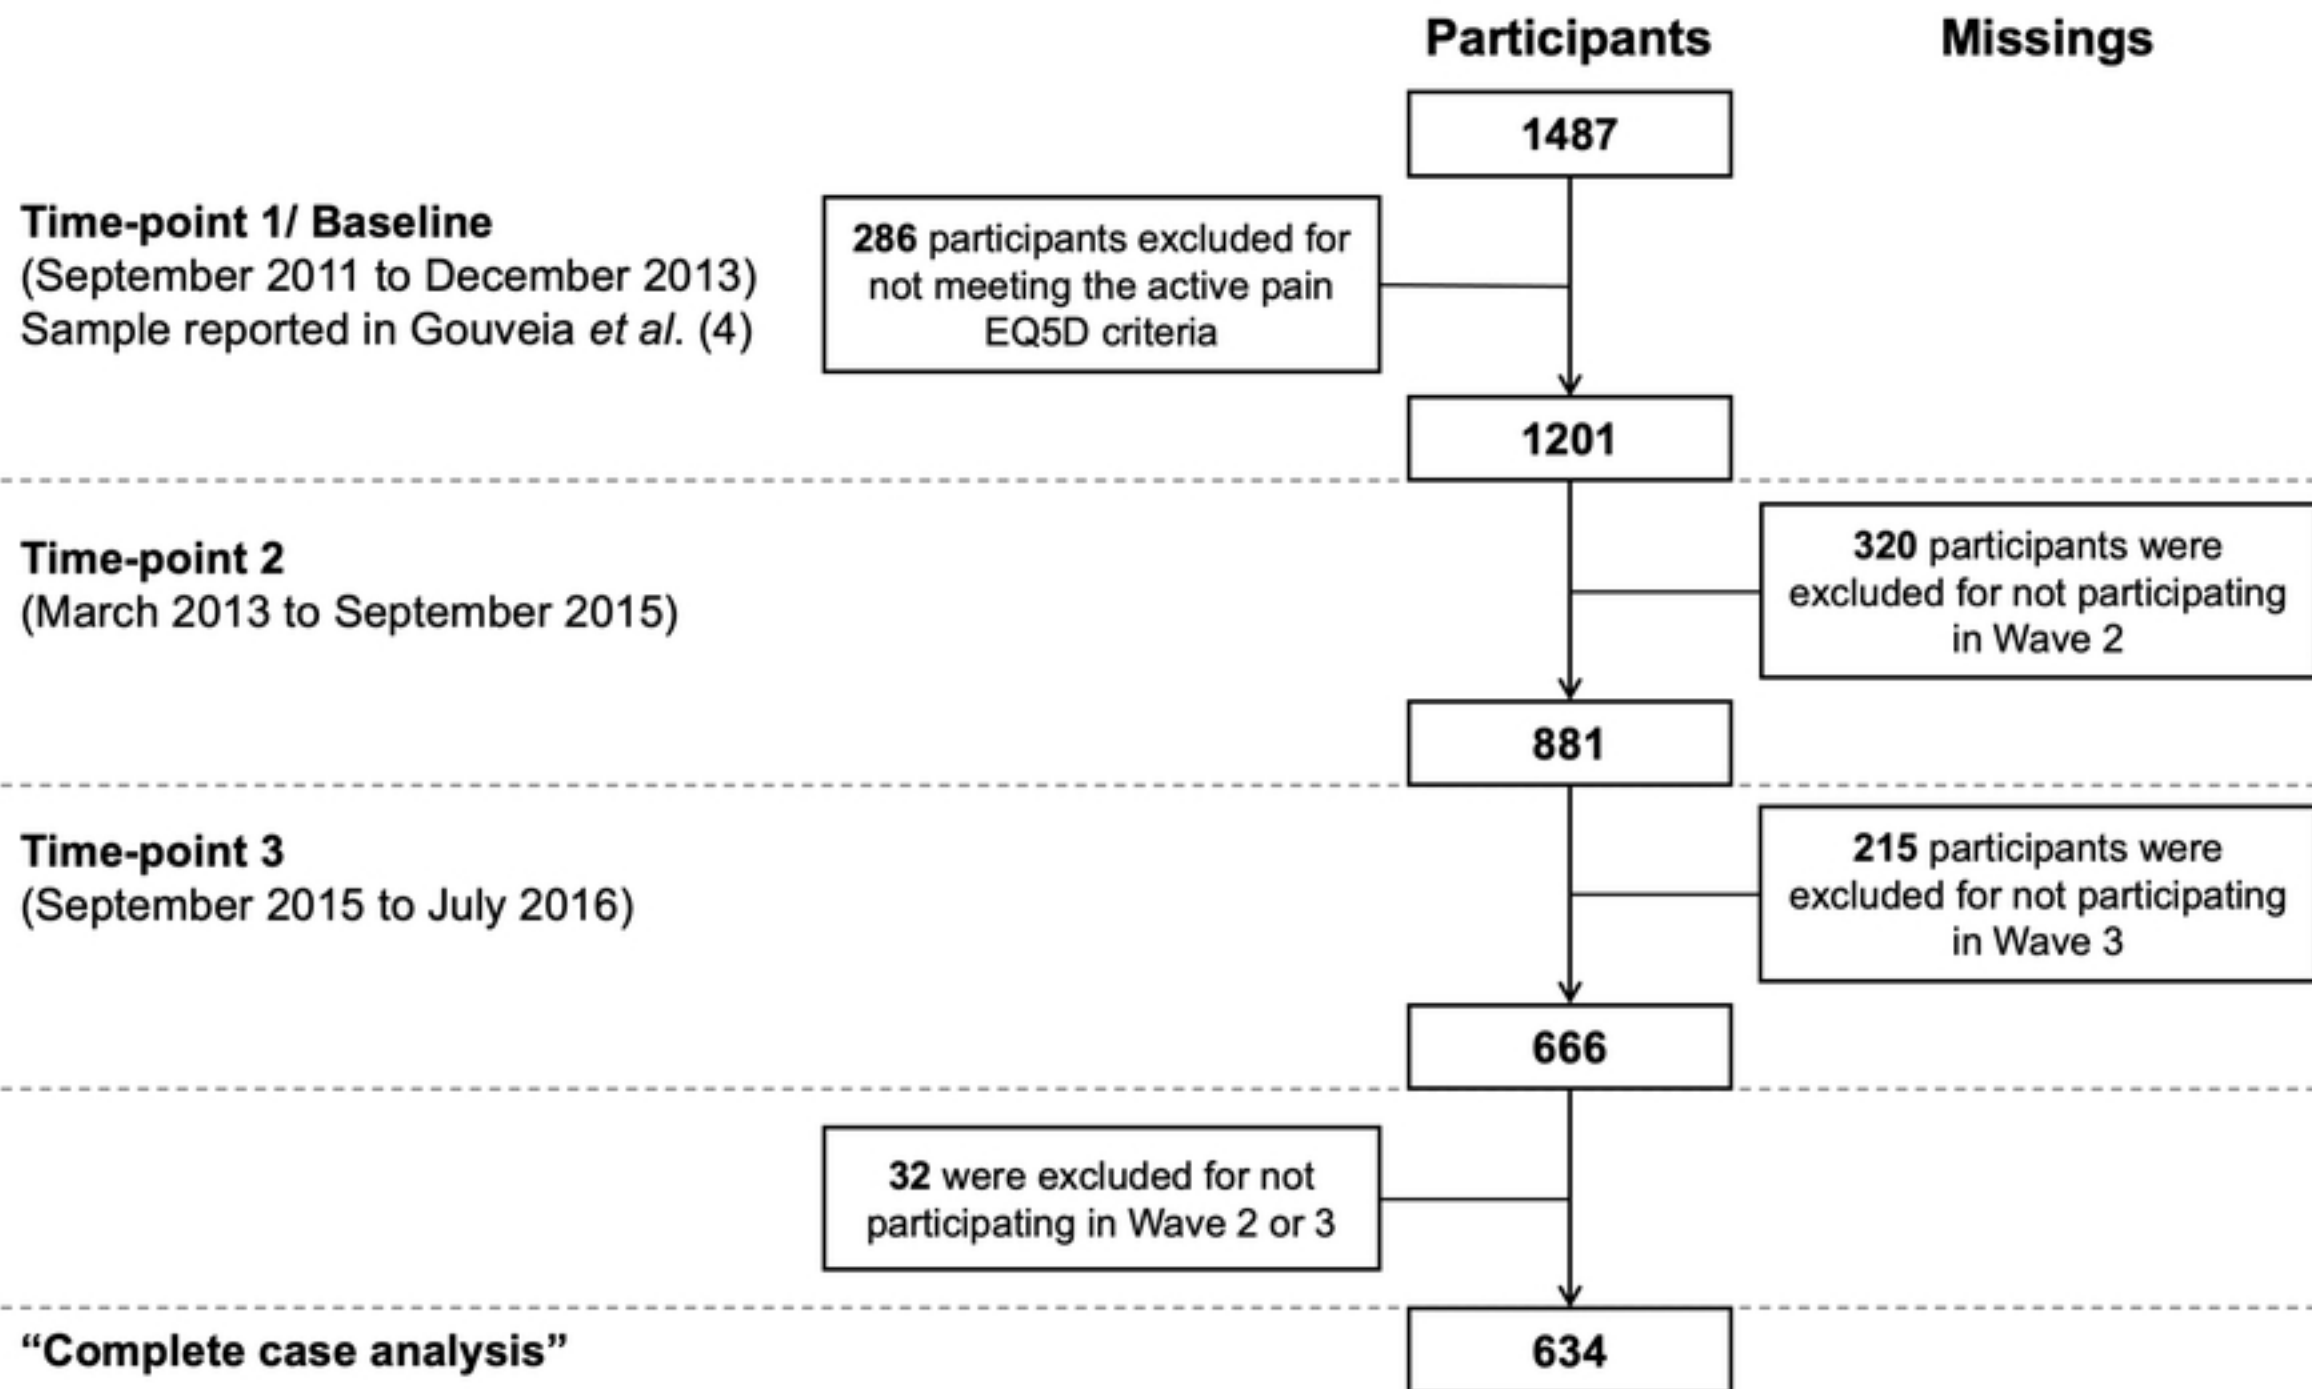 Participants
Missings
1487
Time-point 1/ Baseline
(September 2011 to December 2013)
Sample reported in Gouveia et al. (4)
286 participants excluded for
not meeting the active pain
EQ5D criteria
1201
Time-point 2
(March 2013 to September 2015)
320 participants were
excluded for not participating
in Wave 2
881
Time-point 3
(September 2015 to July 2016)
215 participants were
excluded for not participating
in Wave 3
666
32 were excluded for not
participating in Wave 2 or 3
“Complete case analysis”
634